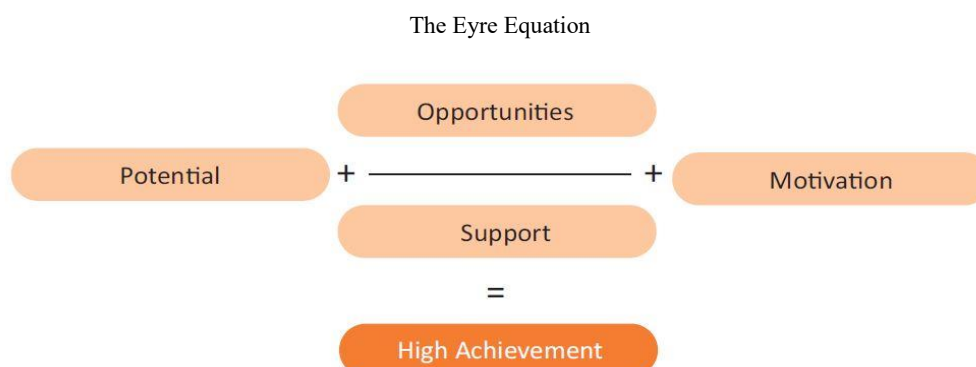 The Eyre Equation
Opportunities
Potential + + Motivation
Support
=
High Achievement